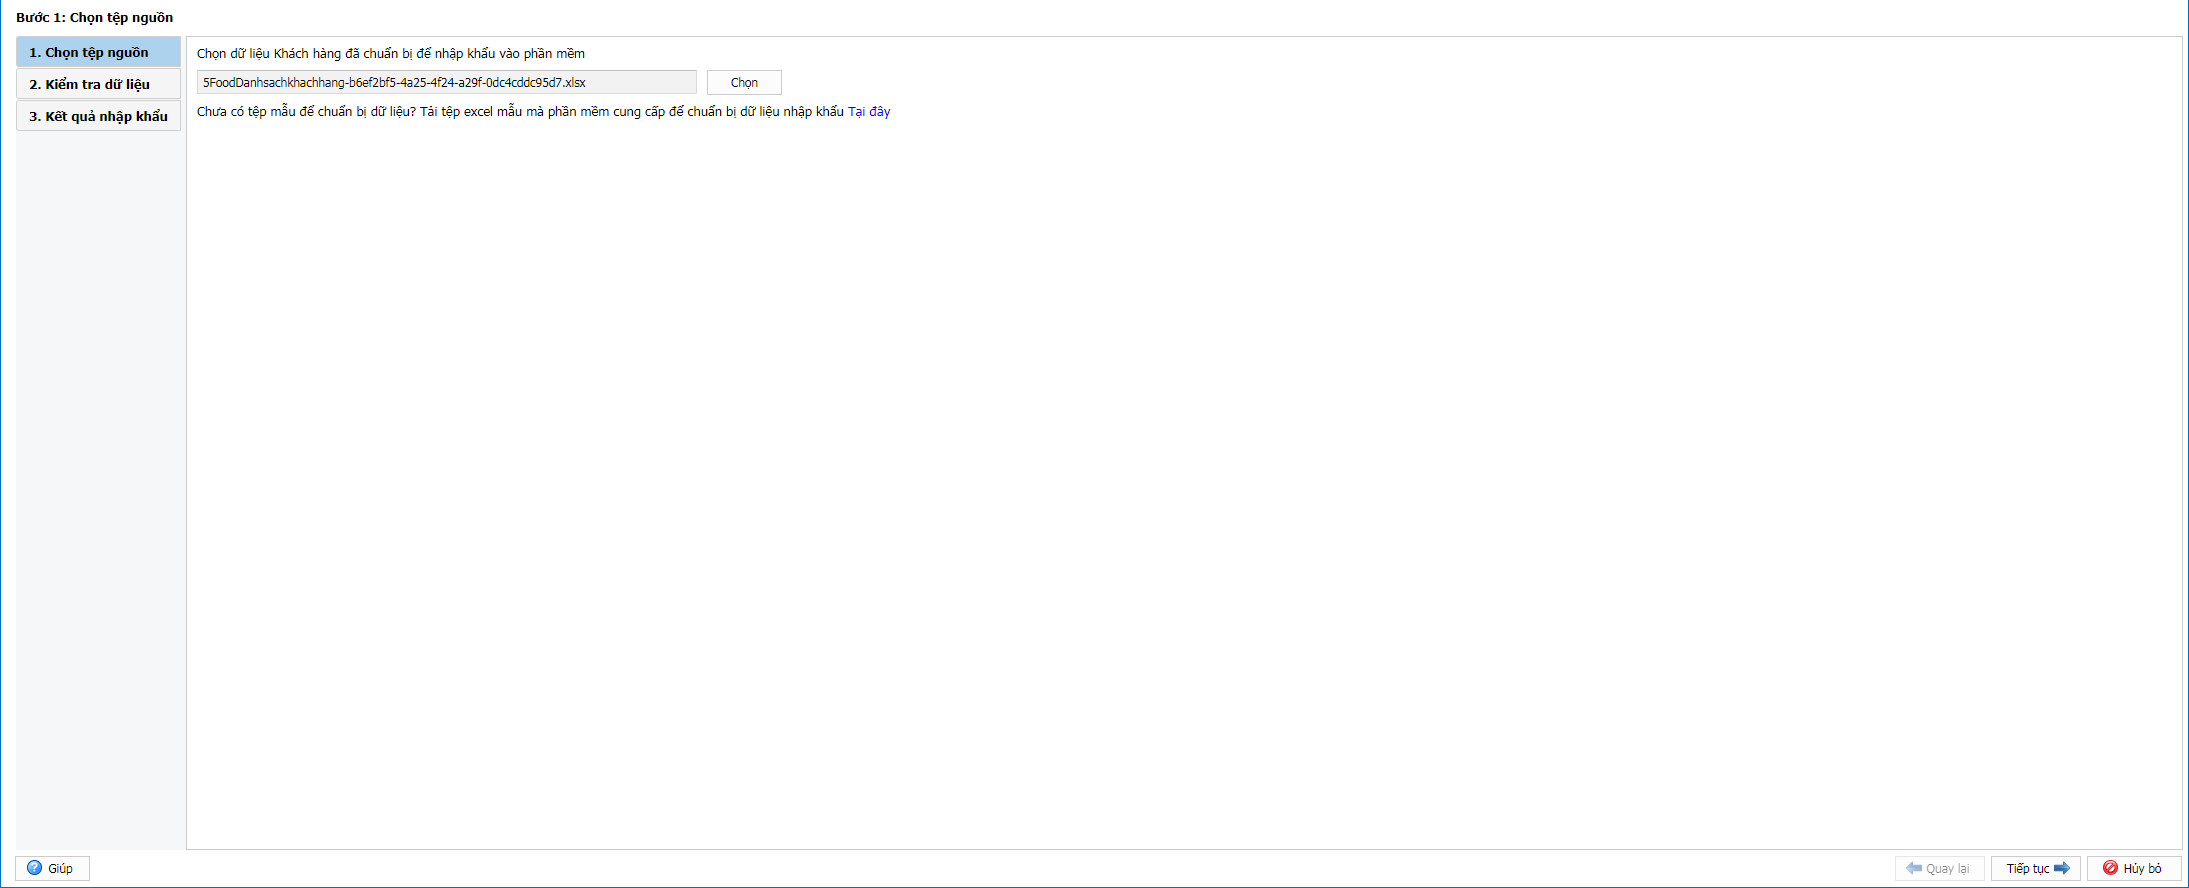 Bước 1: Chọn tệp nguồn
1. Chọn tệp nguồn
2. Kiểm tra dữ liệu
3. Kết quả nhập khẩu
Chọn dữ liệu Khách hàng đã chuẩn bị để nhập khẩu vào phần mềm
5FoodDanhsachkhachhang-b6ef2bf5-4a25-4f24-a29f-0dc4cddc95d7.xlsx
Chọn
Chưa có tệp mẫu để chuẩn bị dữ liệu? Tải tệp excel mẫu mà phần mềm cung cấp để chuẩn bị dữ liệu nhập khẩu Tại đây
Giúp
Quay lại
Tiếp tục
Hủy bỏ